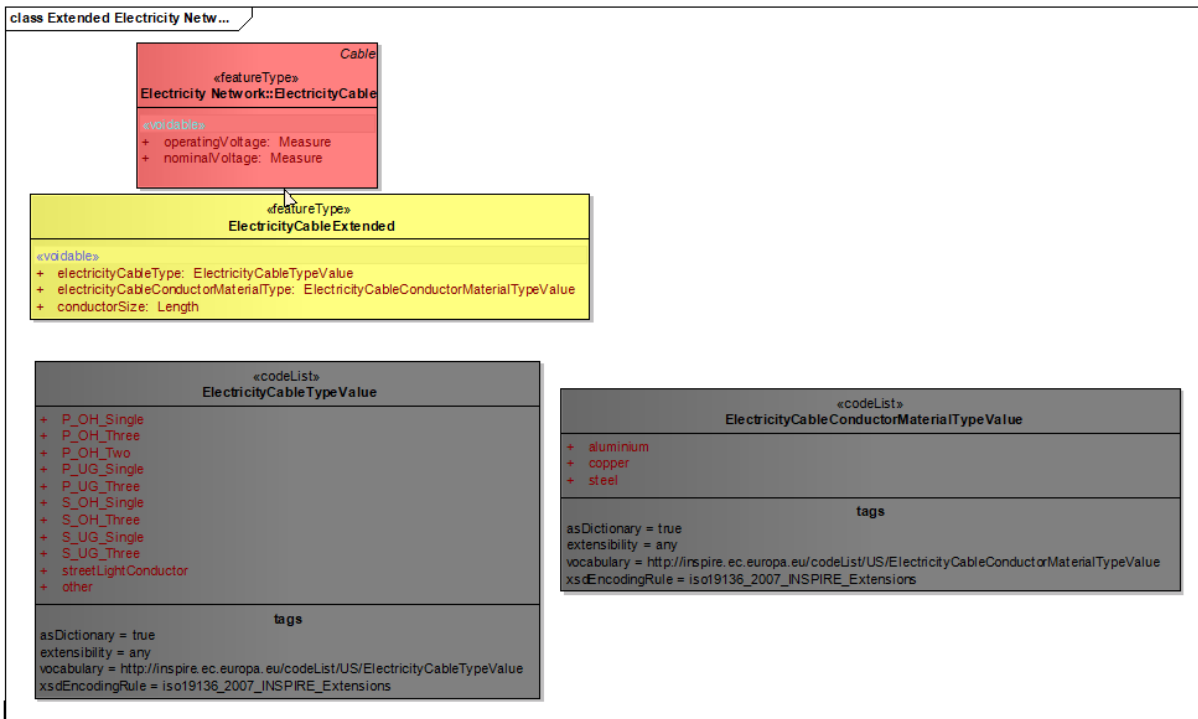 class Extended Electricity Netw...
Cable
«featureType»
Electricity Network::ElectricityCable
«voidable»
+ operatingVoltage: Measure
+ nominalVoltage: Measure
«featureType»
ElectricityCableExtended
«voidable»
+ electricityCableType: ElectricityCableTypeValue
+ electricityCableConductorMaterialType: ElectricityCableConductorMaterialTypeValue
+ conductorSize: Length
«codeList»
ElectricityCableTypeValue
+ P_OH_Single
+ P_OH_Three
+ P_OH_Two
+ P_UG_Single
+ P_UG_Three
+ S_OH_Single
+ S_OH_Three
+ S_UG_Single
+ S_UG_Three
+ streetLightConductor
+ other
tags
asDictionary = true
extensibility = any
vocabulary = http://inspire.ec.europa.eu/codeList/US/ElectricityCableTypeValue
xsdEncodingRule = iso19136_2007_INSPIRE_Extensions
«codeList»
ElectricityCableConductorMaterialTypeValue
+ aluminium
+ copper
+ steel
tags
asDictionary = true
extensibility = any
vocabulary = http://inspire.ec.europa.eu/codeList/US/ElectricityCableConductorMaterialTypeValue
xsdEncodingRule = iso19136_2007_INSPIRE_Extensions